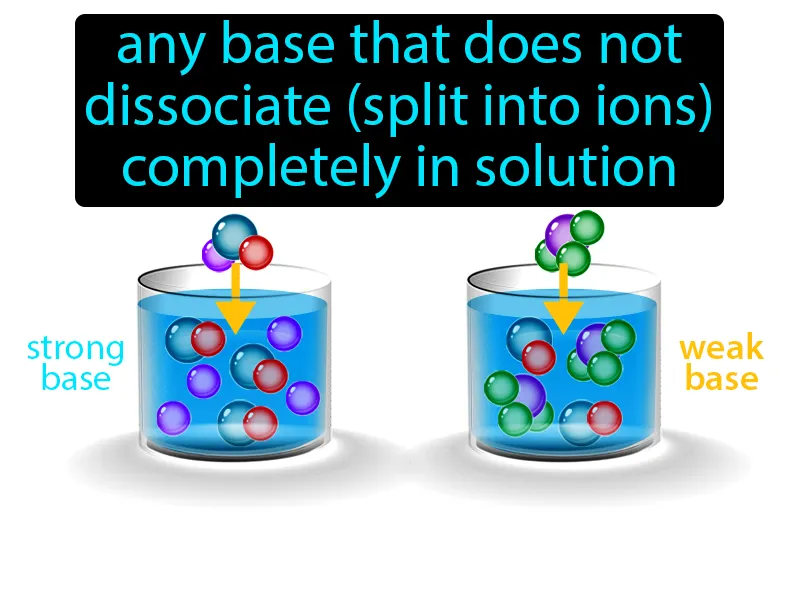 any base that does not
dissociate (split into ions)
completely in solution
strong
base
weak
base